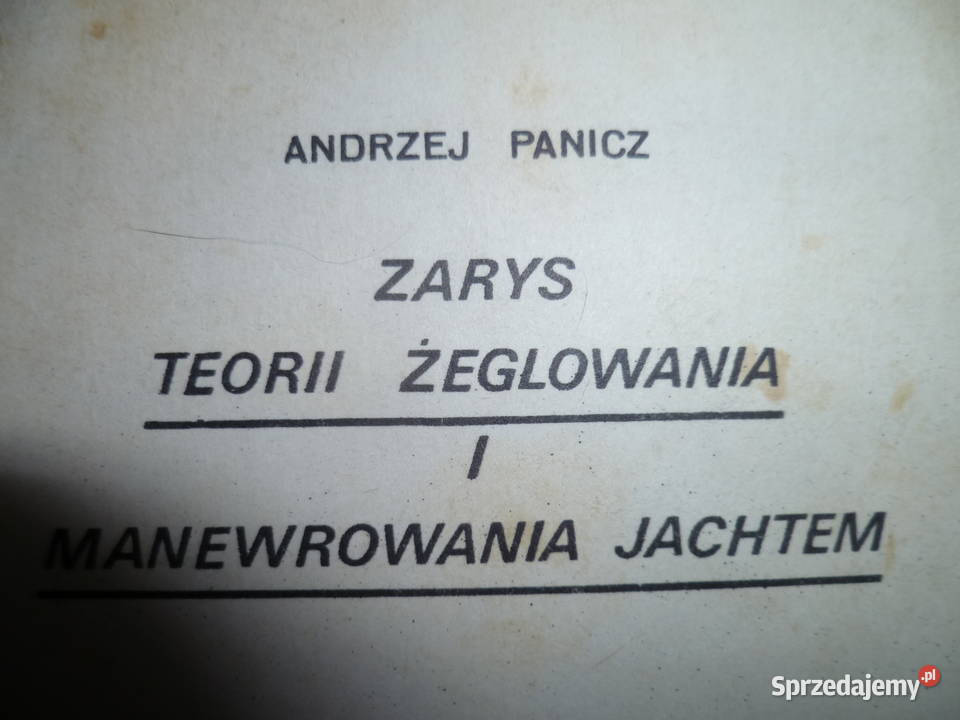 ANDRZEJ PANICZ
ZARYS
TEORII ŻEGLOWANIA
I
MANEWROWANIA JACHTEM
Sprzedajemy.pl